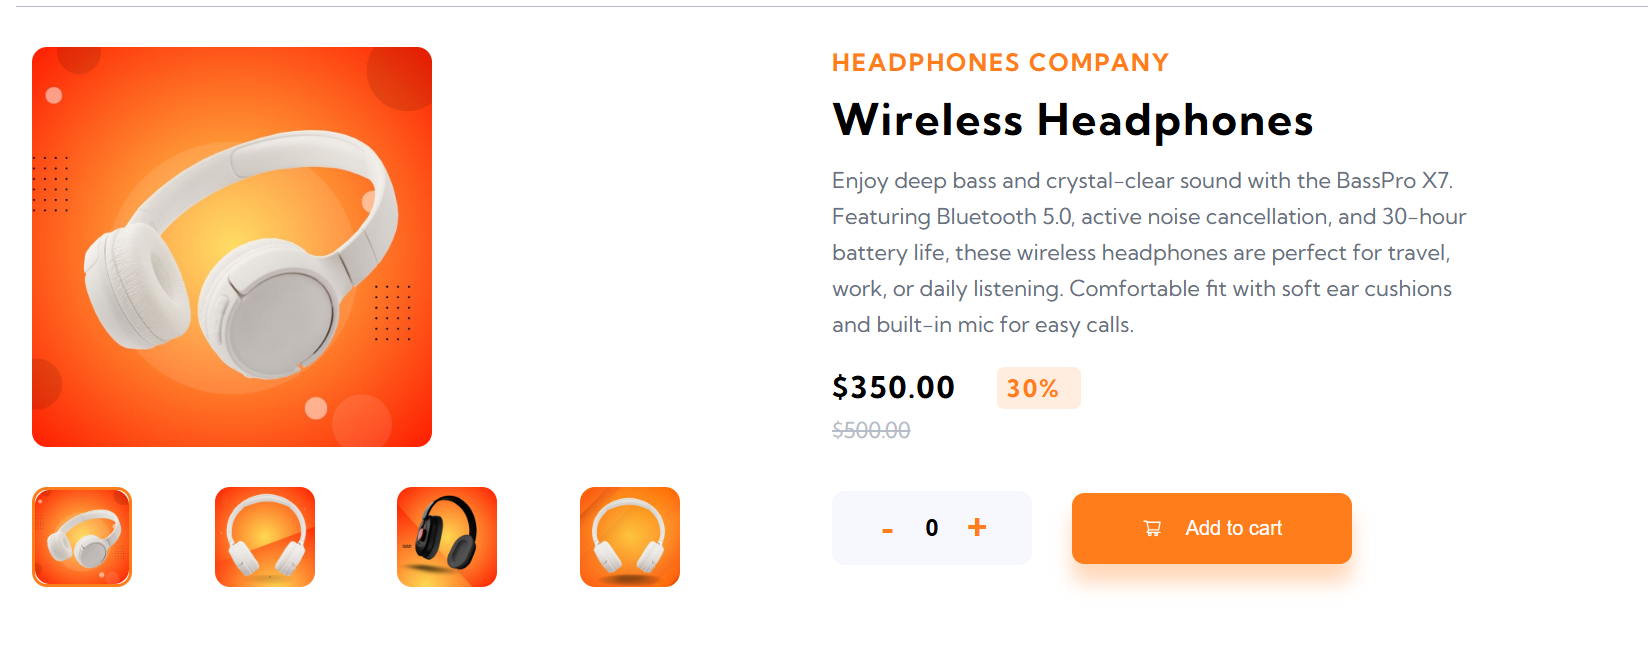 HEADPHONES COMPANY
Wireless Headphones
Enjoy deep bass and crystal-clear sound with the BassPro X7.
Featuring Bluetooth 5.0, active noise cancellation, and 30-hour
battery life, these wireless headphones are perfect for travel,
work, or daily listening. Comfortable fit with soft ear cushions
and built-in mic for easy calls.
$350.00 30%
$500.00
- 0 + Add to cart